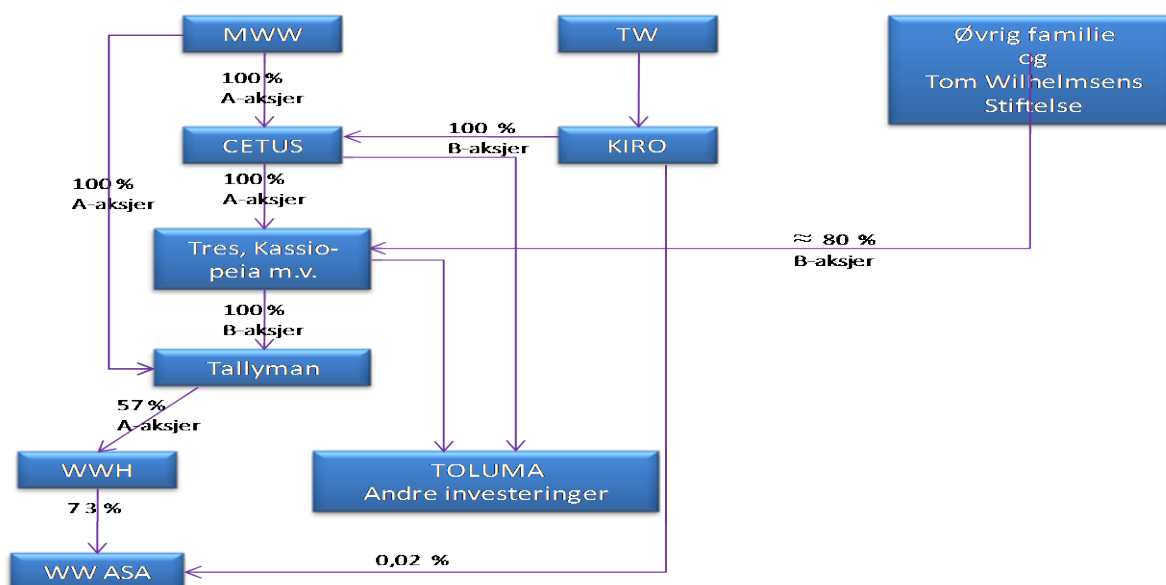 MWW
TW
Øvrig familie
og
Tom Wilhelmsens
Stiftelse
100 %
A-aksjer
CETUS
100 %
B-aksjer
KIRO
100 %
A-aksjer
100 %
A-aksjer
Tres, Kassio-
peia m.v.
≈ 80 %
B-aksjer
100 %
B-aksjer
Tallyman
57 %
A-aksjer
WWH
TOLUMA
Andre investeringer
73 %
0,02 %
WW ASA